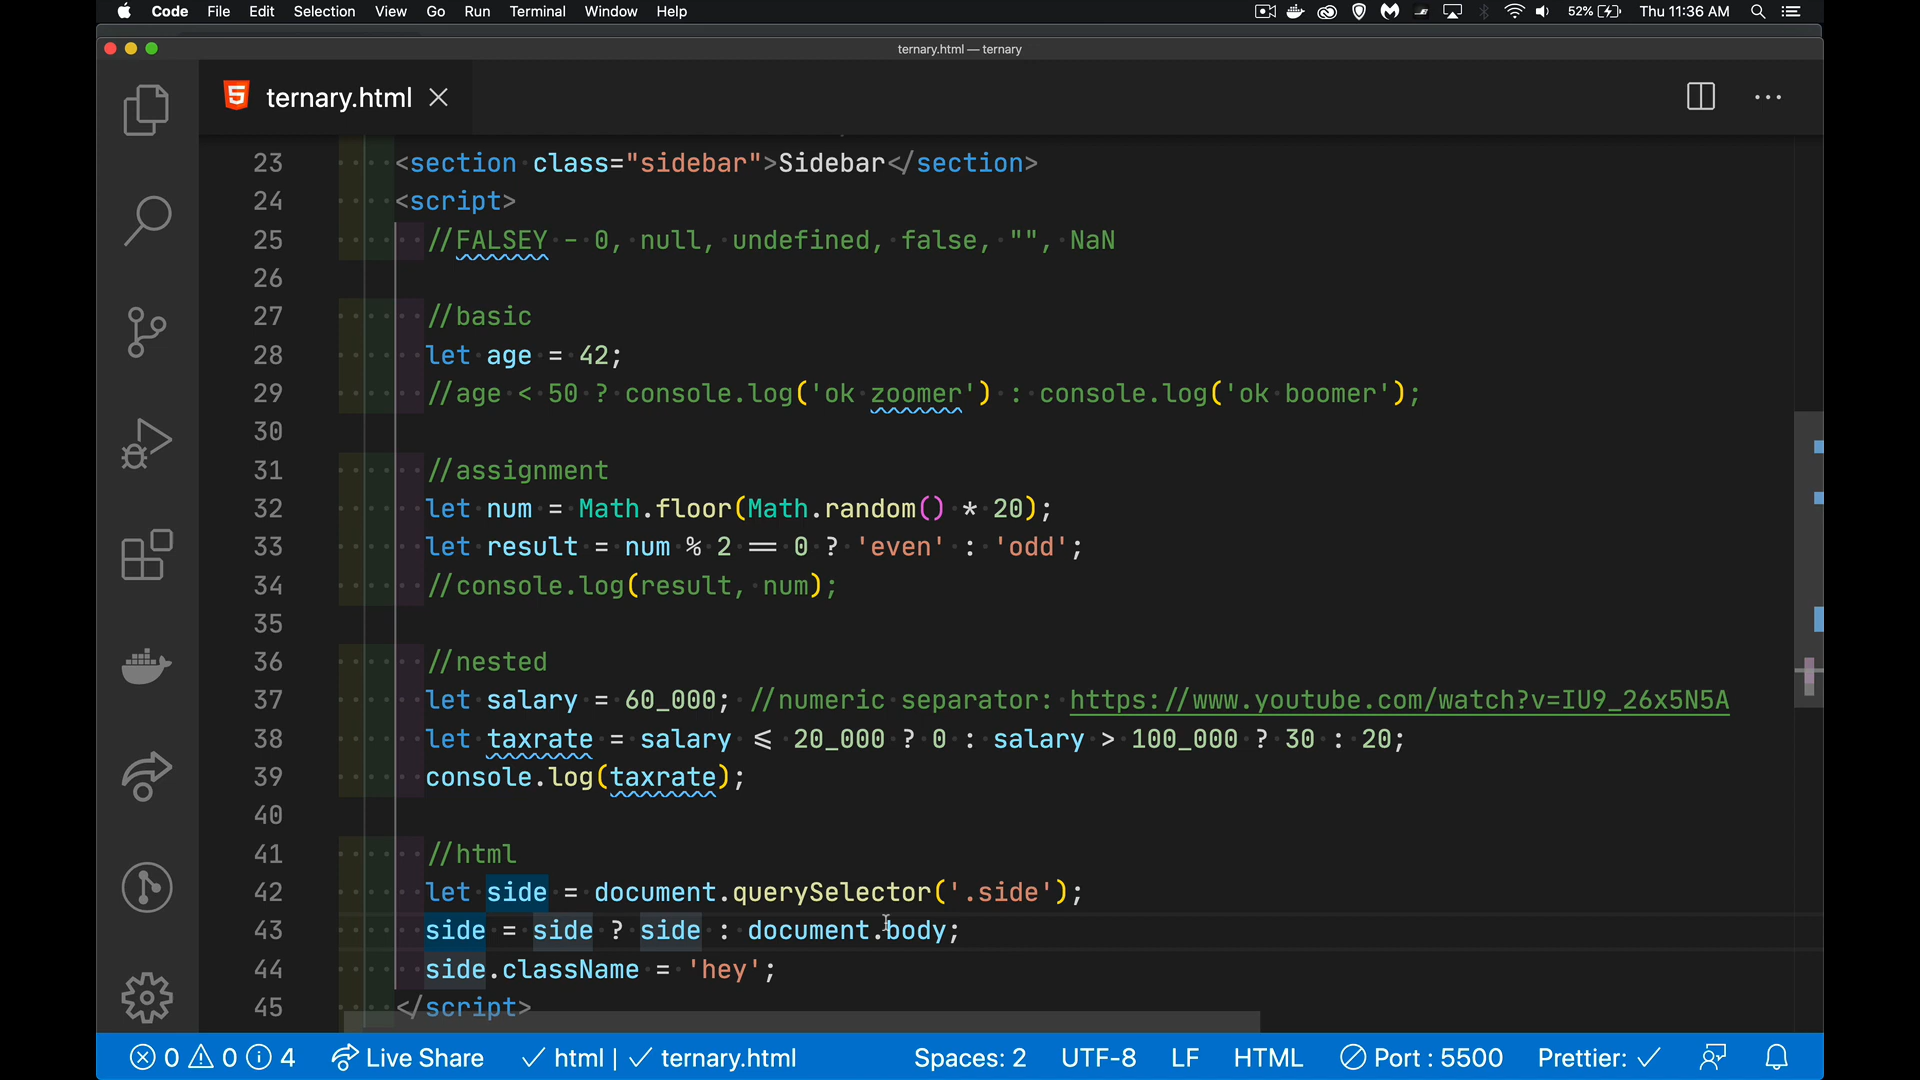 Code File Edit Selection View Go Run Terminal Window Help 52% Thu 11:36 AM
ternary.html — ternary
5 ternary.html
23 <section class="sidebar">Sidebar</section>
24 <script>
25 //FALSEY - 0, null, undefined, false, "", NaN
26
27 //basic
28 let age = 42;
29 //age < 50 ? console.log('ok zoomer') : console.log('ok boomer');
30
31 //assignment
32 let num = Math.floor(Math.random() * 20);
33 let result = num % 2 == 0 ? 'even' : 'odd';
34 //console.log(result, num);
35
36 //nested
37 let salary = 60_000; //numeric separator: https://www.youtube.com/watch?v=IU9_26x5N5A
38 let taxrate = salary <= 20_000 ? 0 : salary > 100_000 ? 30 : 20;
39 console.log(taxrate);
40
41 //html
42 let side = document.querySelector('.side');
43 side = side ? side : document.body;
44 side.className = 'hey';
45 </script>
0 0 4 Live Share html | ternary.html Spaces: 2 UTF-8 LF HTML Port : 5500 Prettier: